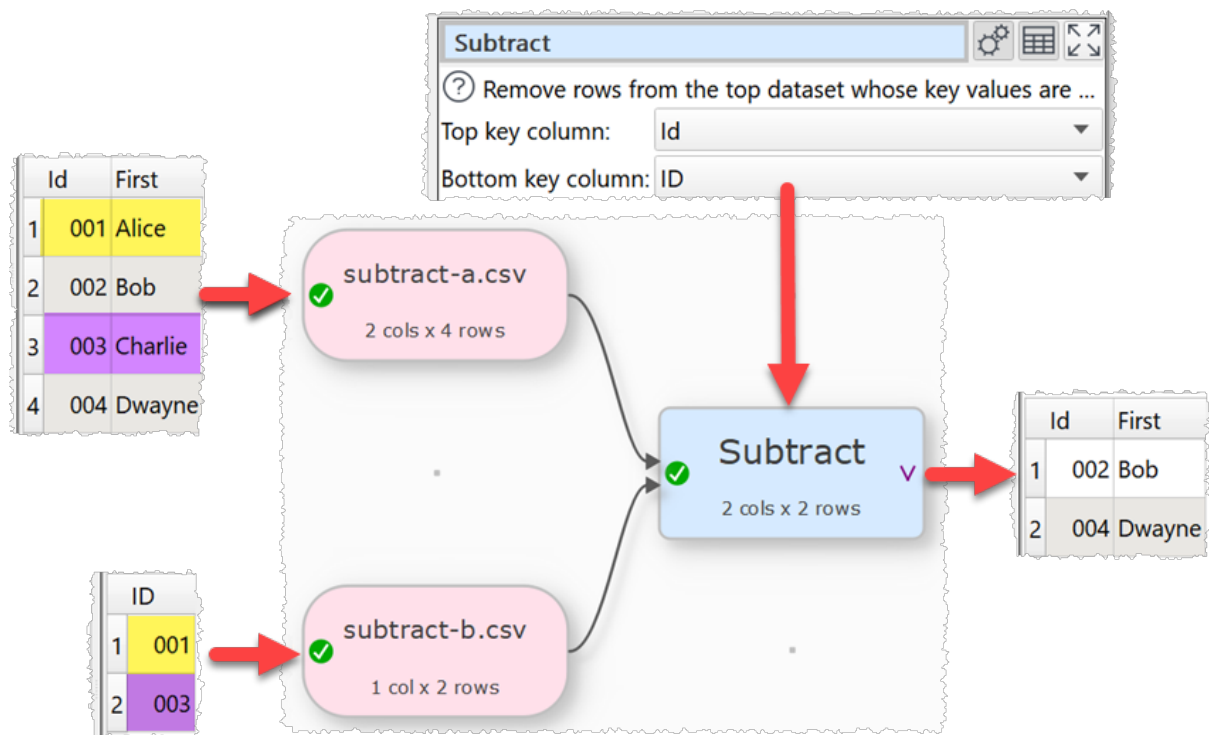 Subtract
? Remove rows from the top dataset whose key values are ...
Top key column: Id
Bottom key column: ID
Id First
1 001 Alice
2 002 Bob
3 003 Charlie
4 004 Dwayne
subtract-a.csv
2 cols x 4 rows
Subtract
2 cols x 2 rows
Id First
1 002 Bob
2 004 Dwayne
ID
1 001
2 003
subtract-b.csv
1 col x 2 rows